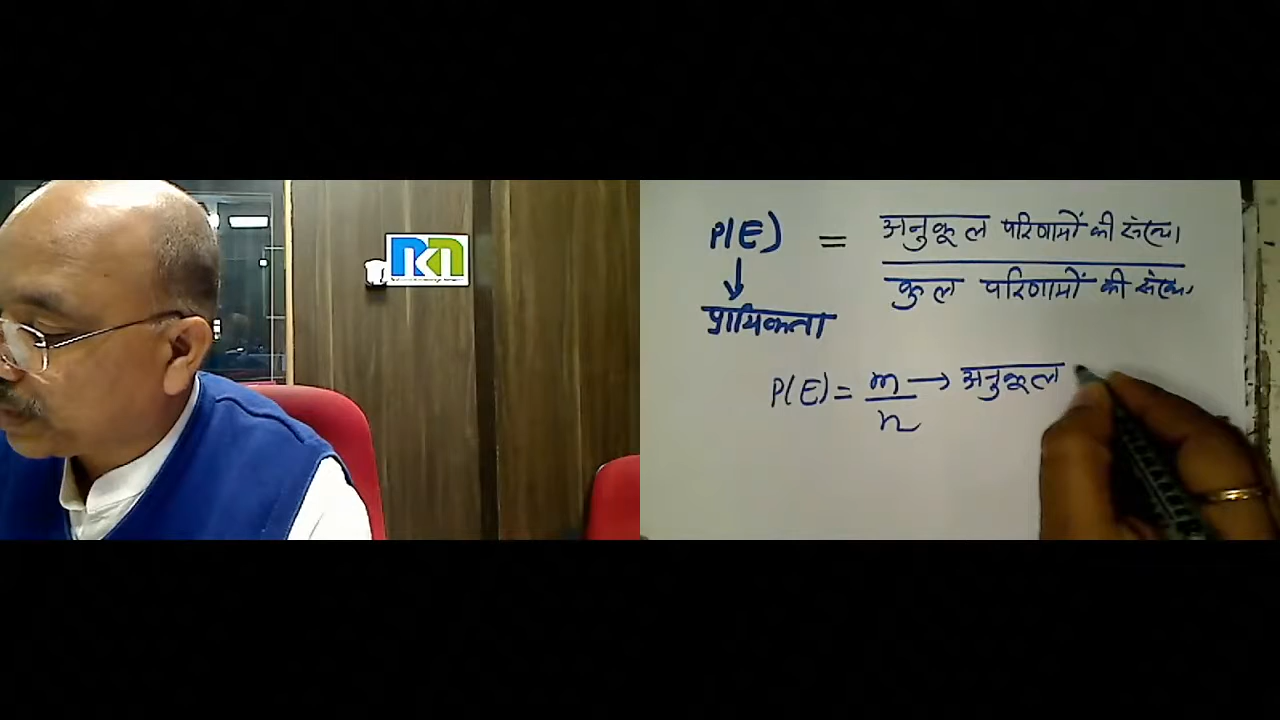 P(E) = अनुकूल परिणामों की संख्या
कुल परिणामों की संख्या
प्रायिकता
P(E) = m → अनुकूल
n